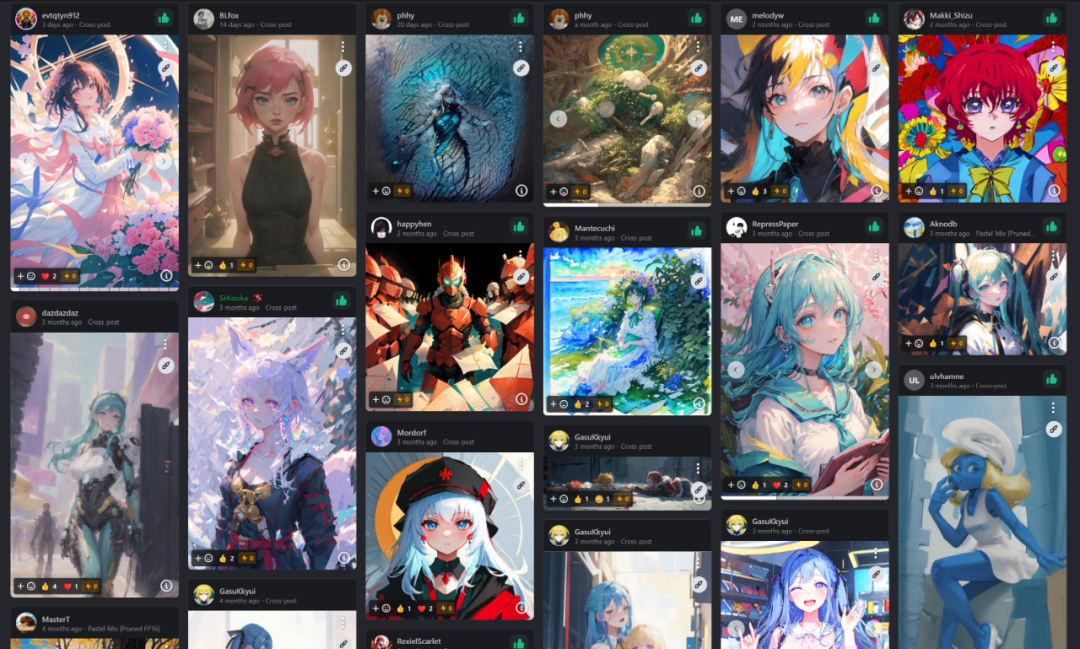 evtqtyn912
3 days ago - Cross-post
+ 2 0
dazdazdaz
3 months ago · Cross post
+ 4 1 0
MasterT
4 months ago - Pastel-Mix [Pruned FP16]
BLfox
14 days ago - Cross-post
+ 1 0
SrKouke
3 months ago · Cross post
+ 2 0
GasuKkyui
4 months ago · Cross-post
phhy
20 days ago - Cross-post
+ 0
happyhen
2 months ago · Cross post
+ 0
Mordorf
3 months ago · Cross-post
+ 1 2 0
RexielScarlet
phhy
a month ago - Cross-post
+ 0
Mantecuchi
3 months ago Cross-post
+ 2 0
GasuKkyui
3 months ago · Cross-post
+ 1 1 0
GasuKkyui
3 months ago · Cross-post
ME
melodyw
2 months ago · Cross-post
+ 3 0
RepressPaper
3 months ago · Cross-post
+ 1 2 0
GasuKkyui
3 months ago · Cross-post
Makki_Shizu
2 months ago · Cross-post
+ 1 0
Aknodb
3 months ago · Pastel Mix [Pruned...
+ 1 0
UL
ulvhamne
3 months ago - Cross-post